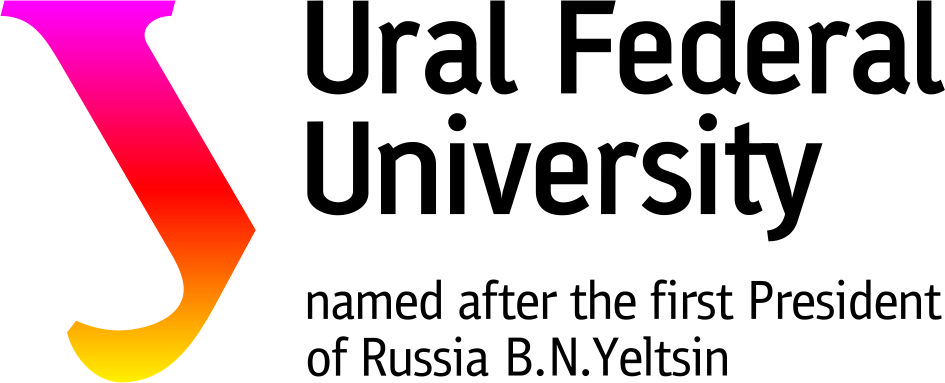 Ural Federal
University
named after the first President
of Russia B.N.Yeltsin